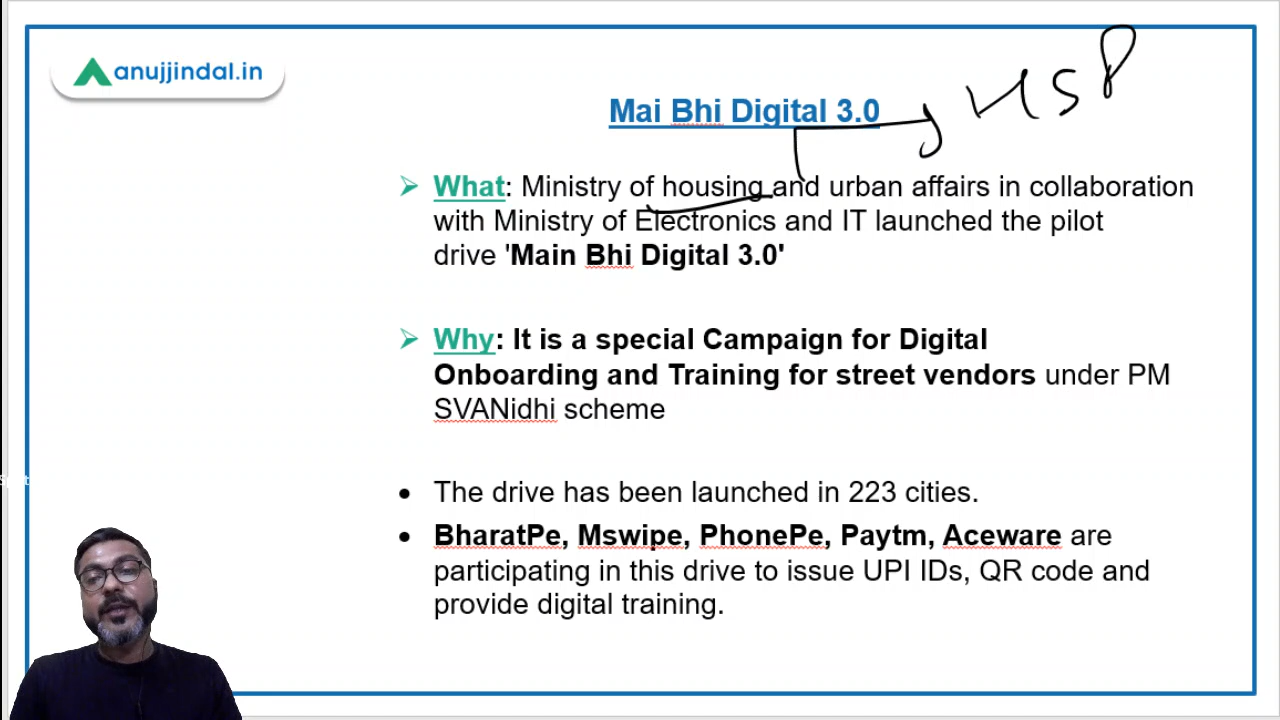 anujjindal.in
Mai Bhi Digital 3.0
HSP
➢ What: Ministry of housing and urban affairs in collaboration
with Ministry of Electronics and IT launched the pilot
drive 'Main Bhi Digital 3.0'
➢ Why: It is a special Campaign for Digital
Onboarding and Training for street vendors under PM
SVANidhi scheme
• The drive has been launched in 223 cities.
• BharatPe, Mswipe, PhonePe, Paytm, Aceware are
participating in this drive to issue UPI IDs, QR code and
provide digital training.